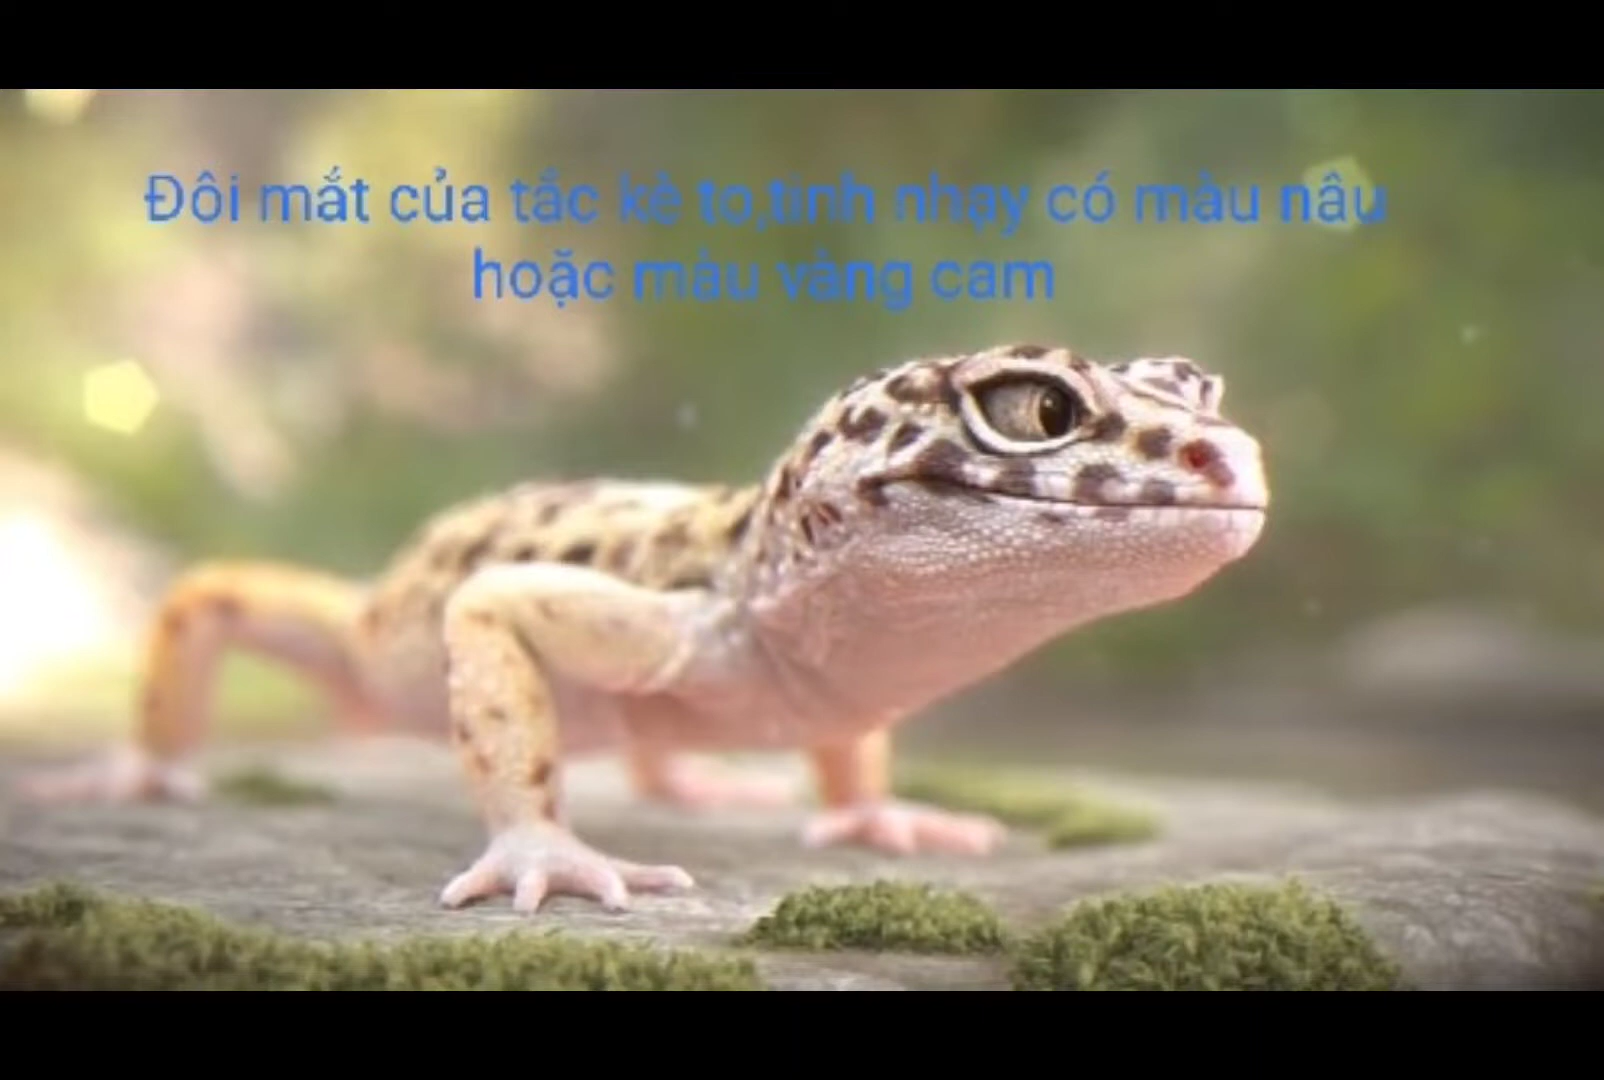 Đôi mắt của tắc kè to,tinh nhạy có màu nâu
hoặc màu vàng cam